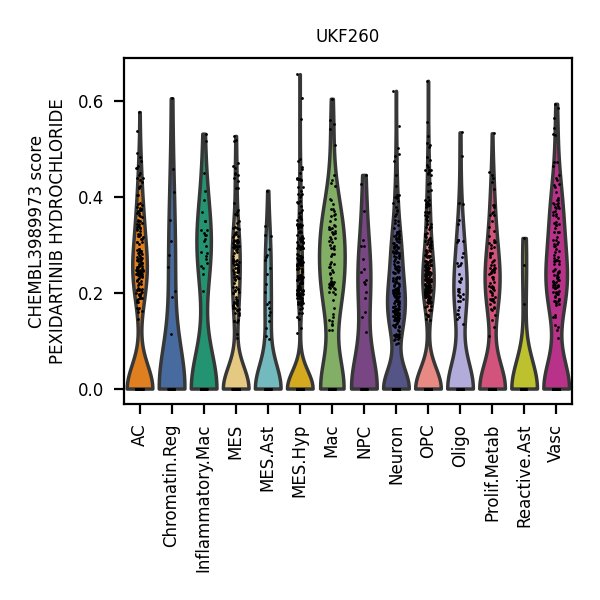 UKF260
CHEMBL3989973 score
PEXIDARTINIB HYDROCHLORIDE
0.6
0.4
0.2
0.0
AC
Chromatin.Reg
Inflammatory.Mac
MES
MES.Ast
MES.Hyp
Mac
NPC
Neuron
OPC
Oligo
Prolif.Metab
Reactive.Ast
Vasc